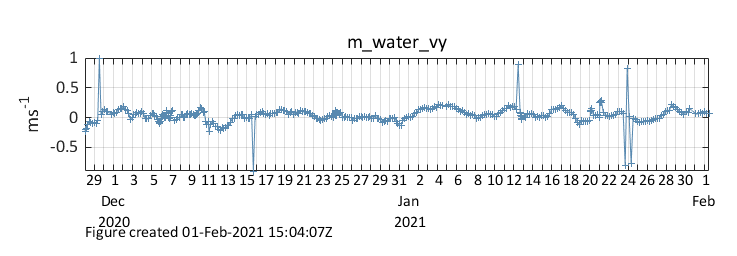 m_water_vy
1
0.5
0
-0.5
ms-1
29 1 3 5 7 9 11 13 15 17 19 21 23 25 27 29 31 2 4 6 8 10 12 14 16 18 20 22 24 26 28 30 1
Dec Jan Feb
2020 2021
Figure created 01-Feb-2021 15:04:07Z